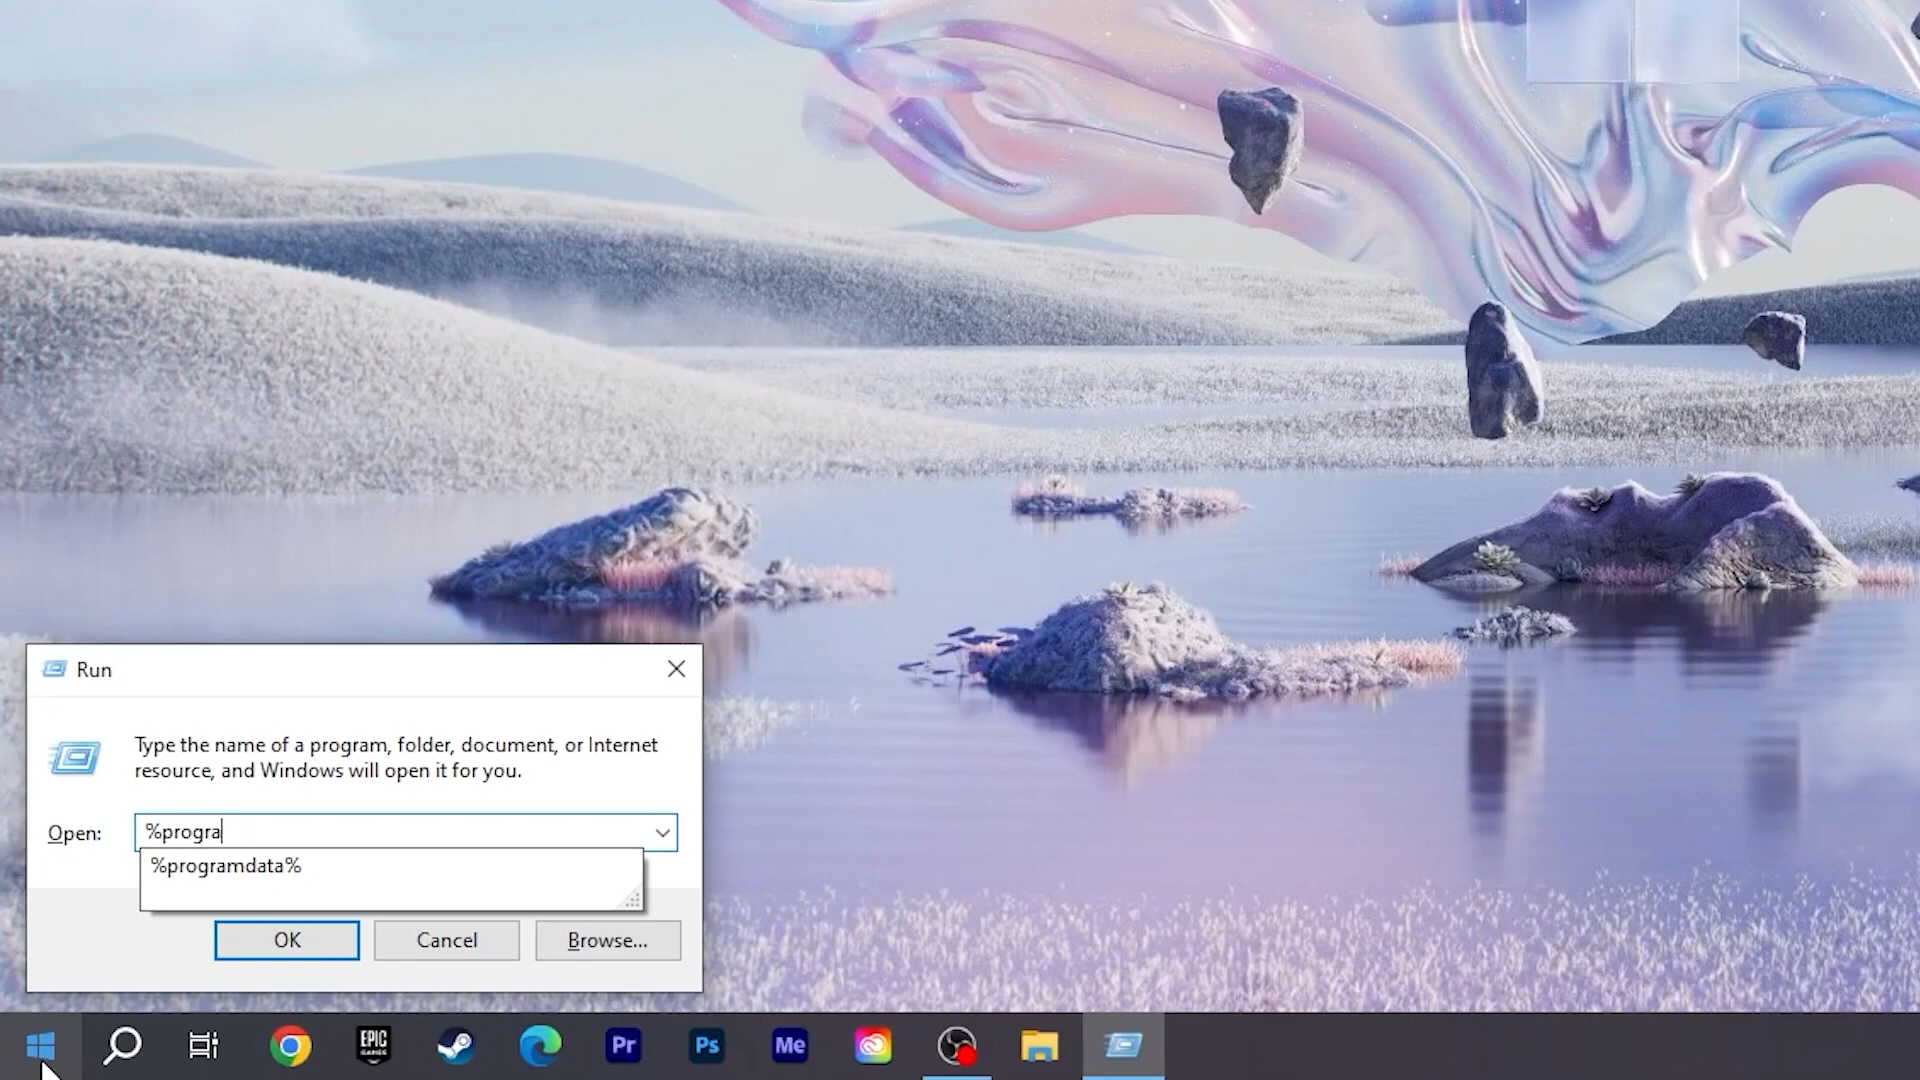 Run
Type the name of a program, folder, document, or Internet
resource, and Windows will open it for you.
Open:
%progra
%programdata%
OK
Cancel
Browse...
EPIC
GAMES
Pr
Ps
Me